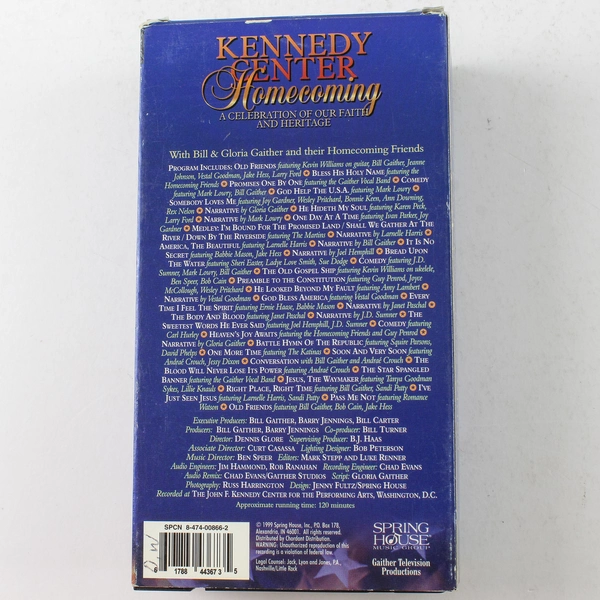 KENNEDY
CENTER
Homecoming
A CELEBRATION OF OUR FAITH
AND HERITAGE
With Bill & Gloria Gaither and their Homecoming Friends
PROGRAM INCLUDES: OLD FRIENDS featuring Kevin Williams on guitar, Bill Gaither, Jeanne
Johnson, Vestal Goodman, Jake Hess, Larry Ford BLESS HIS HOLY NAME featuring the
Homecoming Friends PROMISES ONE BY ONE featuring the Gaither Vocal Band COMEDY
featuring Mark Lowry, Bill Gaither GOD HELP THE U.S.A. featuring Mark Lowry
SOMEBODY LOVES ME featuring Joy Gardner, Wesley Pritchard, Bonnie Keen, Ann Downing,
Rex Nelon NARRATIVE by Gloria Gaither HE HIDETH MY SOUL featuring Karen Peck,
Larry Ford NARRATIVE by Mark Lowry ONE DAY AT A TIME featuring Ivan Parker, Joy
Gardner MEDLEY: I'M BOUND FOR THE PROMISED LAND / SHALL WE GATHER AT THE
RIVER / DOWN BY THE RIVERSIDE featuring The Martins NARRATIVE by Larnelle Harris
AMERICA, THE BEAUTIFUL featuring Larnelle Harris NARRATIVE by Bill Gaither IT IS NO
SECRET featuring Babbie Mason, Jake Hess NARRATIVE by Joel Hemphill BREAD UPON
THE WATER featuring Sheri Easter, Ladye Love Smith, Sue Dodge COMEDY featuring J.D.
Sumner, Mark Lowry, Bill Gaither THE OLD GOSPEL SHIP featuring Kevin Williams on ukelele,
Ben Speer, Bob Cain PREAMBLE TO THE CONSTITUTION featuring Guy Penrod, Joyce
McCollough, Wesley Pritchard HE LOOKED BEYOND MY FAULT featuring Amy Lambert
NARRATIVE by Vestal Goodman GOD BLESS AMERICA featuring Vestal Goodman EVERY
TIME I FEEL THE SPIRIT featuring Ernie Haase, Babbie Mason NARRATIVE by Janet Paschal
THE BODY AND BLOOD featuring Janet Paschal NARRATIVE by J.D. Sumner THE
SWEETEST WORDS HE EVER SAID featuring Joel Hemphill, J.D. Sumner COMEDY featuring
Carl Hurley HEAVEN'S JOY AWAITS featuring the Homecoming Friends and Guy Penrod
NARRATIVE by Gloria Gaither BATTLE HYMN OF THE REPUBLIC featuring Squire Parsons,
David Phelps ONE MORE TIME featuring The Katinas SOON AND VERY SOON featuring
Andraé Crouch, Jessy Dixon CONVERSATION with Bill Gaither and Andraé Crouch THE
BLOOD WILL NEVER LOSE ITS POWER featuring Andraé Crouch THE STAR SPANGLED
BANNER featuring the Gaither Vocal Band JESUS, THE WAYMAKER featuring Tanya Goodman
Sykes, Lillie Knauls RIGHT PLACE, RIGHT TIME featuring Bill Gaither, Sandi Patty I'VE
JUST SEEN JESUS featuring Larnelle Harris, Sandi Patty PASS ME NOT featuring Romance
Watson OLD FRIENDS featuring Bill Gaither, Bob Cain, Jake Hess
Executive Producers: BILL GAITHER, BARRY JENNINGS, BILL CARTER
Producers: BILL GAITHER, BARRY JENNINGS Co-producer: BILL TURNER
Director: DENNIS GLORE Supervising Producer: B.J. HAAS
Associate Director: CURT CASASSA Lighting Designer: BOB PETERSON
Music Director: BEN SPEER Editors: MARK STEPP AND LUKE RENNER
Audio Engineers: JIM HAMMOND, ROB RANAHAN Recording Engineer: CHAD EVANS
Audio Remix: CHAD EVANS/GAITHER STUDIOS Script: GLORIA GAITHER
Photography: RUSS HARRINGTON Design: JENNY FULTZ/SPRING HOUSE
Recorded at THE JOHN F. KENNEDY CENTER FOR THE PERFORMING ARTS, WASHINGTON, D.C.
Approximate running time: 120 minutes
SPCN 8-474-00866-2
6 1788 44367 3 5
© 1999 Spring House, Inc., P.O. Box 178,
Alexandria, IN 46001. All rights reserved.
Distributed by Chordant Distribution.
WARNING: Unauthorized reproduction of this
recording is a violation of federal law.
Legal Counsel: Jack, Lyon and Jones, P.A.,
Nashville/Little Rock
SPRING
HOUSE
MUSIC GROUP
Gaither Television
Productions